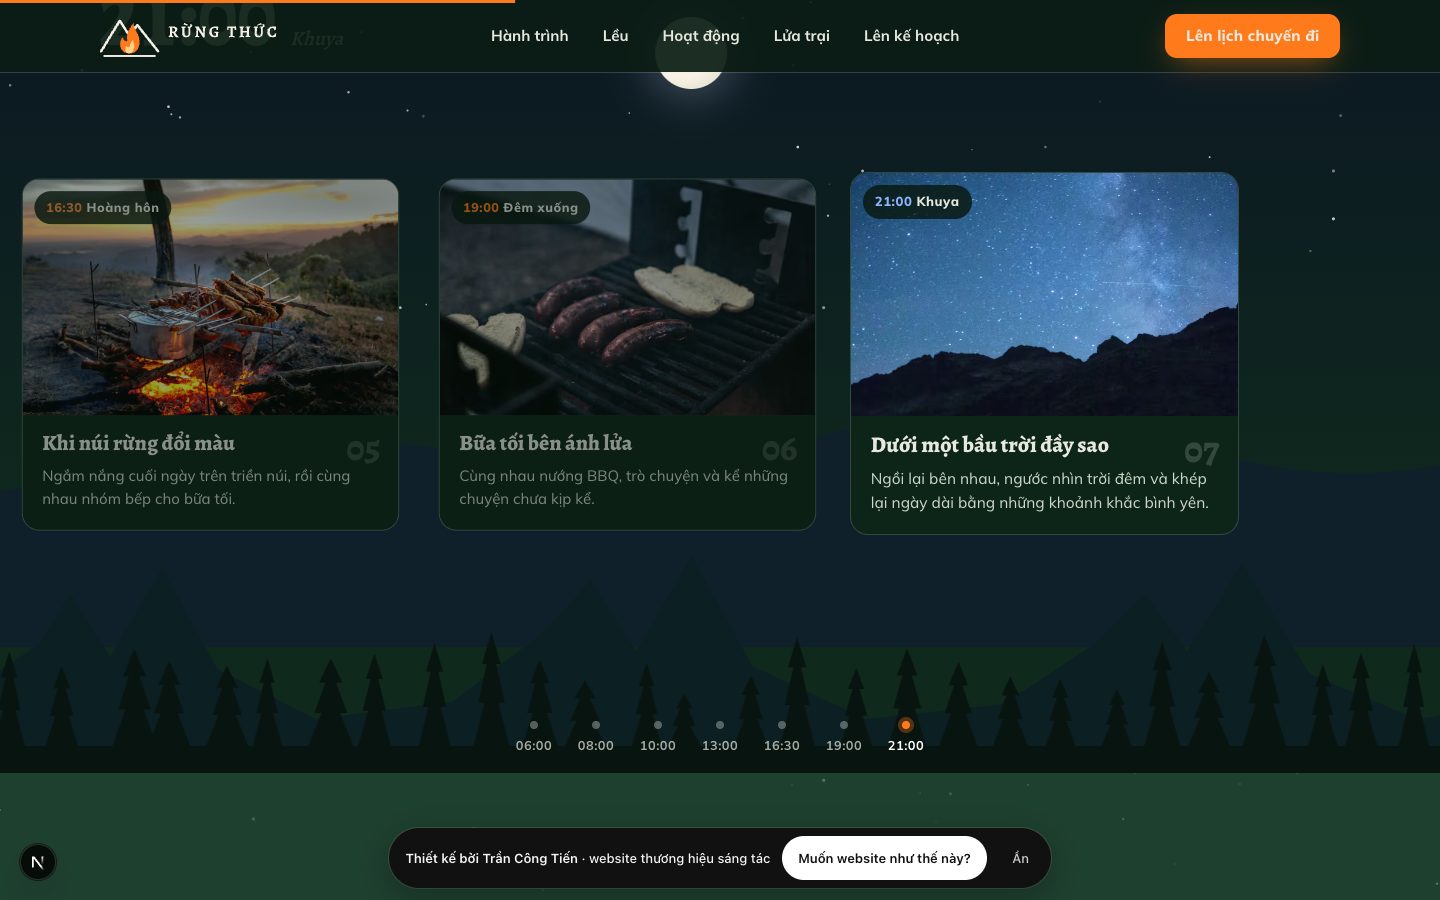 21:00
Khuya
RỪNG THỨC
Hành trình
Lều
Hoạt động
Lửa trại
Lên kế hoạch
Lên lịch chuyến đi
16:30 Hoàng hôn
Khi núi rừng đổi màu
05
Ngắm nắng cuối ngày trên triền núi, rồi cùng
nhau nhóm bếp cho bữa tối.
19:00 Đêm xuống
Bữa tối bên ánh lửa
06
Cùng nhau nướng BBQ, trò chuyện và kể những
chuyện chưa kịp kể.
21:00 Khuya
Dưới một bầu trời đầy sao
07
Ngồi lại bên nhau, ngước nhìn trời đêm và khép
lại ngày dài bằng những khoảnh khắc bình yên.
06:00
08:00
10:00
13:00
16:30
19:00
21:00
Thiết kế bởi Trần Công Tiến · website thương hiệu sáng tác
Muốn website như thế này?
Ẩn
N